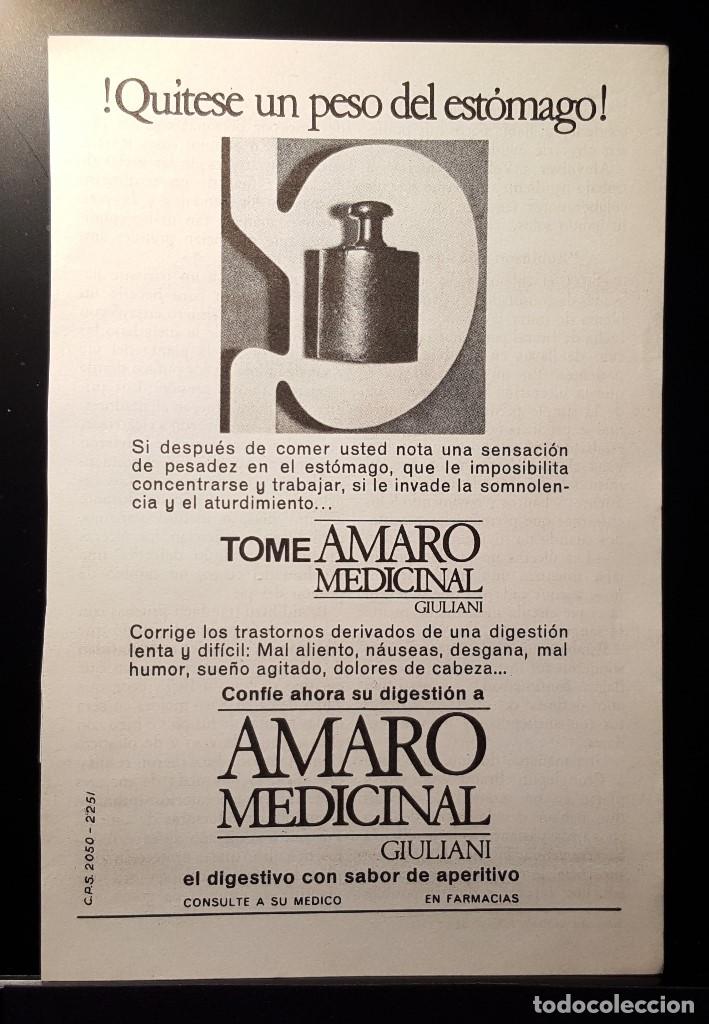 !Quitese un peso del estómago!
Si después de comer usted nota una sensación
de pesadez en el estómago, que le imposibilita
concentrarse y trabajar, si le invade la somnolen-
cia y el aturdimiento...
TOME AMARO
MEDICINAL
GIULIANI
Corrige los trastornos derivados de una digestión
lenta y difícil: Mal aliento, náuseas, desgana, mal
humor, sueño agitado, dolores de cabeza...
Confíe ahora su digestión a
AMARO
MEDICINAL
GIULIANI
el digestivo con sabor de aperitivo
CONSULTE A SU MEDICO EN FARMACIAS
C.P.S. 2050 - 2251
todocoleccion